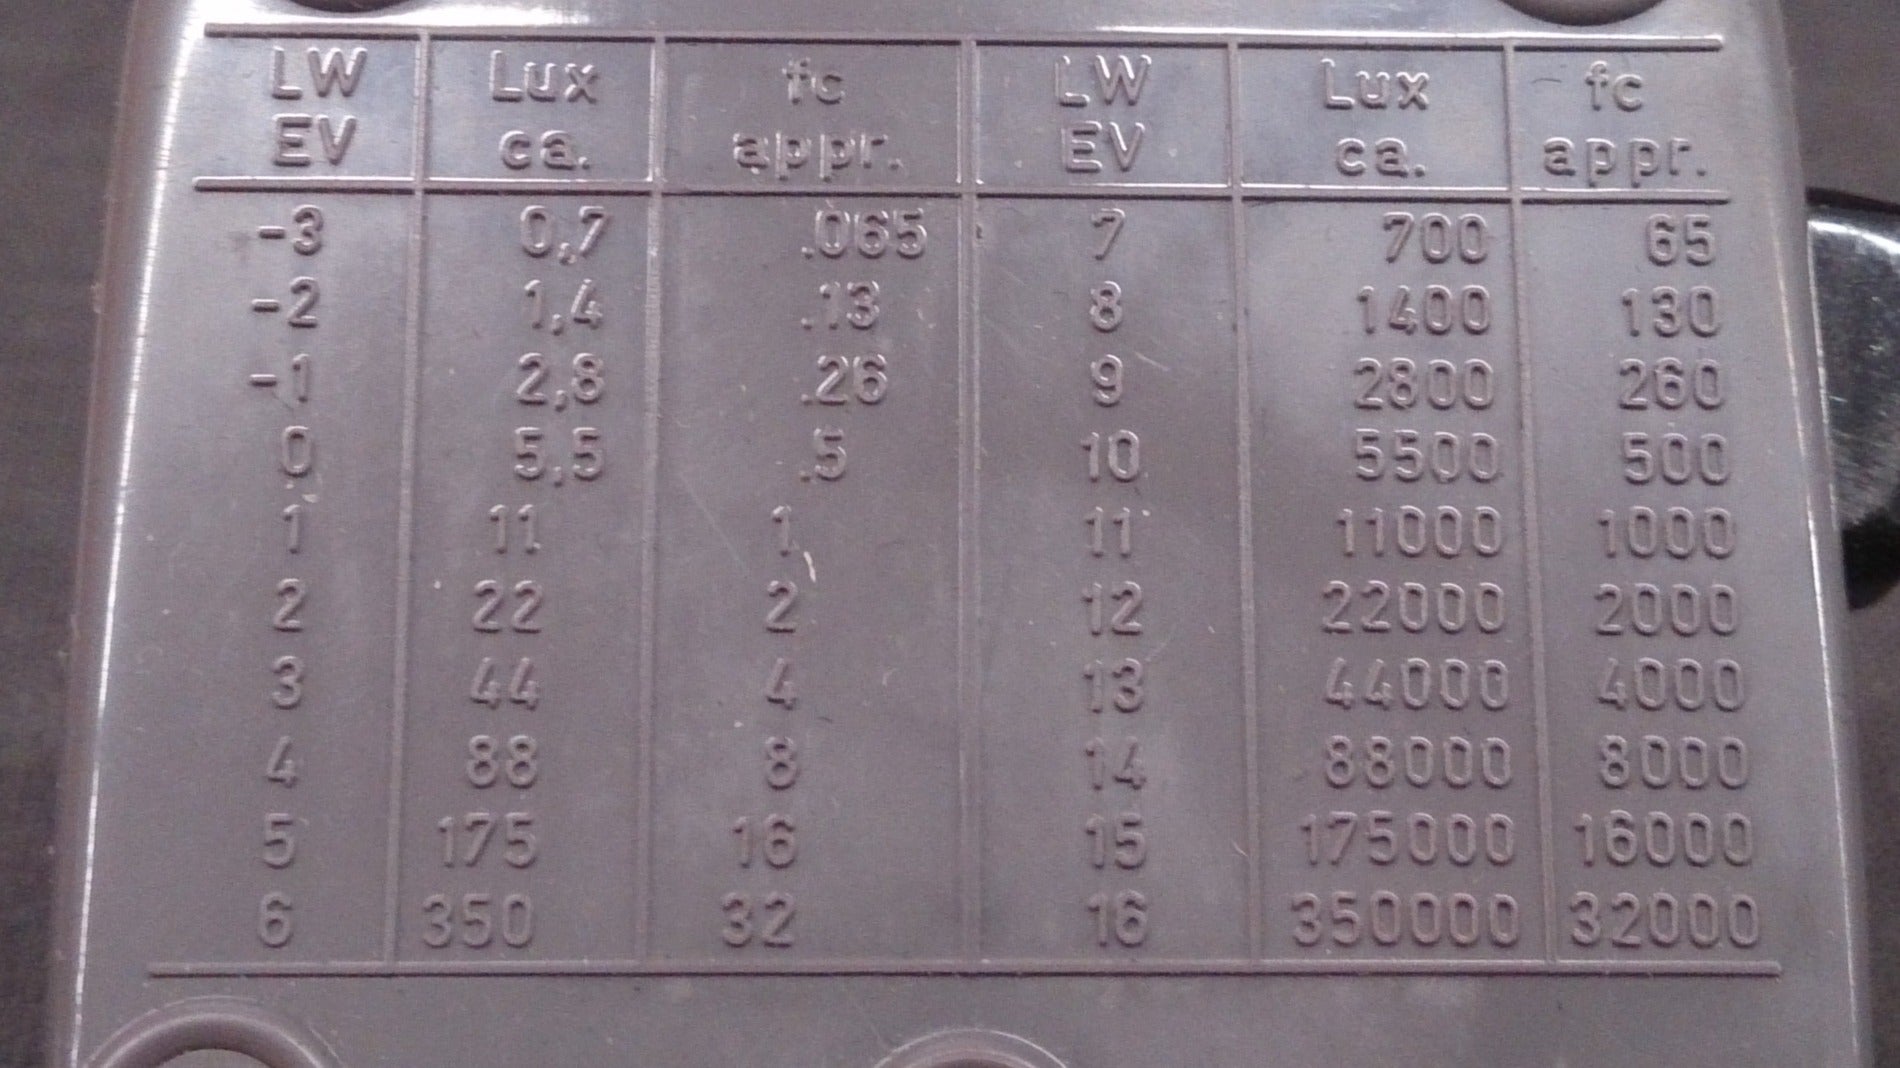 LW Lux fc LW Lux fc
EV ca. appr. EV ca. appr.
-3 0,7 .065 7 700 65
-2 1,4 .13 8 1400 130
-1 2,8 .26 9 2800 260
0 5,5 .5 10 5500 500
1 11 1 11 11000 1000
2 22 2 12 22000 2000
3 44 4 13 44000 4000
4 88 8 14 88000 8000
5 175 16 15 175000 16000
6 350 32 16 350000 32000